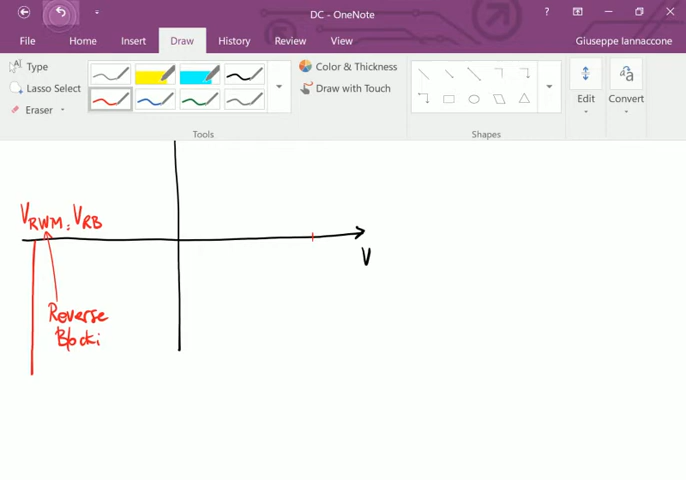 DC - OneNote
?
File Home Insert Draw History Review View Giuseppe Iannaccone
Type
Lasso Select
Eraser
Color & Thickness
Draw with Touch
Edit
Convert
Tools
Shapes
VRWM : VRB
V
Reverse
Blocki